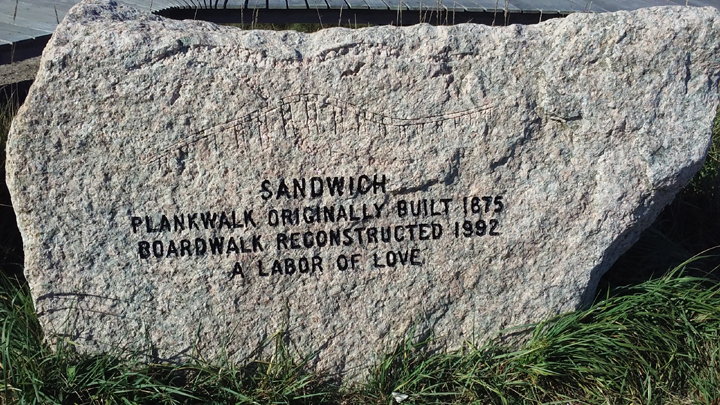 SANDWICH
PLANKWALK ORIGINALLY BUILT 1875
BOARDWALK RECONSTRUCTED 1992
A LABOR OF LOVE